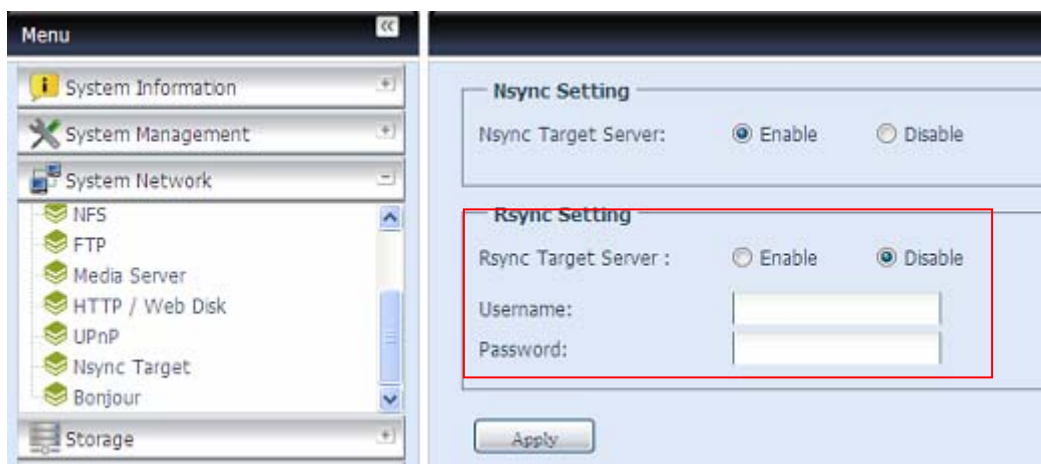 Menu
System Information
System Management
System Network
NFS
FTP
Media Server
HTTP / Web Disk
UPnP
Nsync Target
Bonjour
Storage
Nsync Setting
Nsync Target Server: Enable Disable
Rsync Setting
Rsync Target Server : Enable Disable
Username:
Password:
Apply